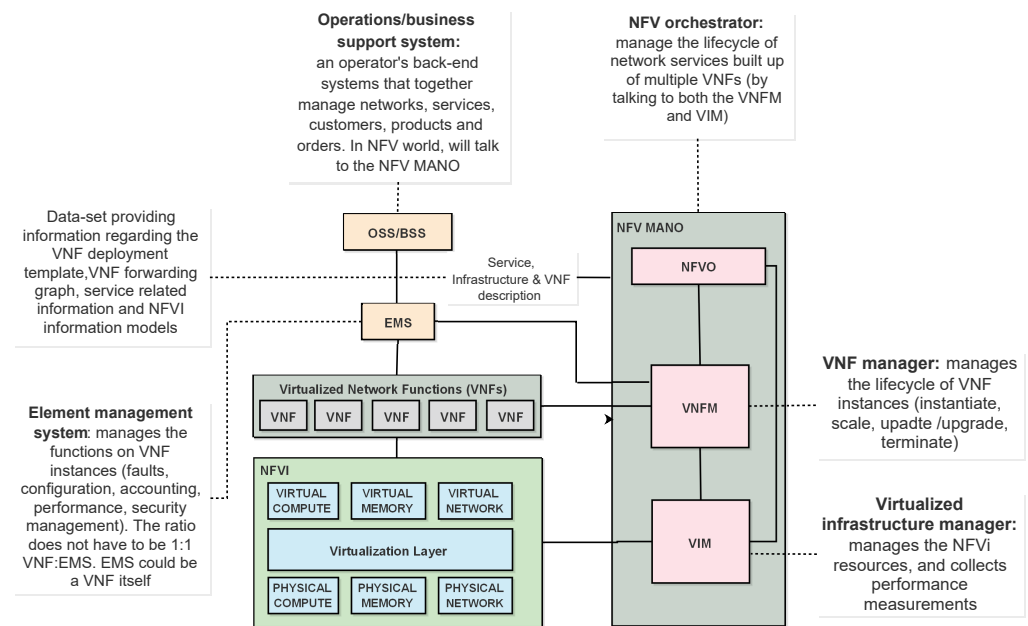 Operations/business
support system:
an operator's back-end
systems that together
manage networks, services,
customers, products and
orders. In NFV world, will talk
to the NFV MANO
NFV orchestrator:
manage the lifecycle of
network services built up
of multiple VNFs (by
talking to both the VNFM
and VIM)
Data-set providing
information regarding the
VNF deployment
template,VNF forwarding
graph, service related
information and NFVI
information models
OSS/BSS
Service,
Infrastructure & VNF
description
NFV MANO
NFVO
EMS
Virtualized Network Functions (VNFs)
VNF VNF VNF VNF VNF
VNFM
VNF manager: manages
the lifecycle of VNF
instances (instantiate,
scale, upadte /upgrade,
terminate)
Element management
system: manages the
functions on VNF
instances (faults,
configuration, accounting,
performance, security
management). The ratio
does not have to be 1:1
VNF:EMS. EMS could be
a VNF itself
NFVI
VIRTUAL
COMPUTE
VIRTUAL
MEMORY
VIRTUAL
NETWORK
Virtualization Layer
PHYSICAL
COMPUTE
PHYSICAL
MEMORY
PHYSICAL
NETWORK
VIM
Virtualized
infrastructure manager:
manages the NFVi
resources, and collects
performance
measurements